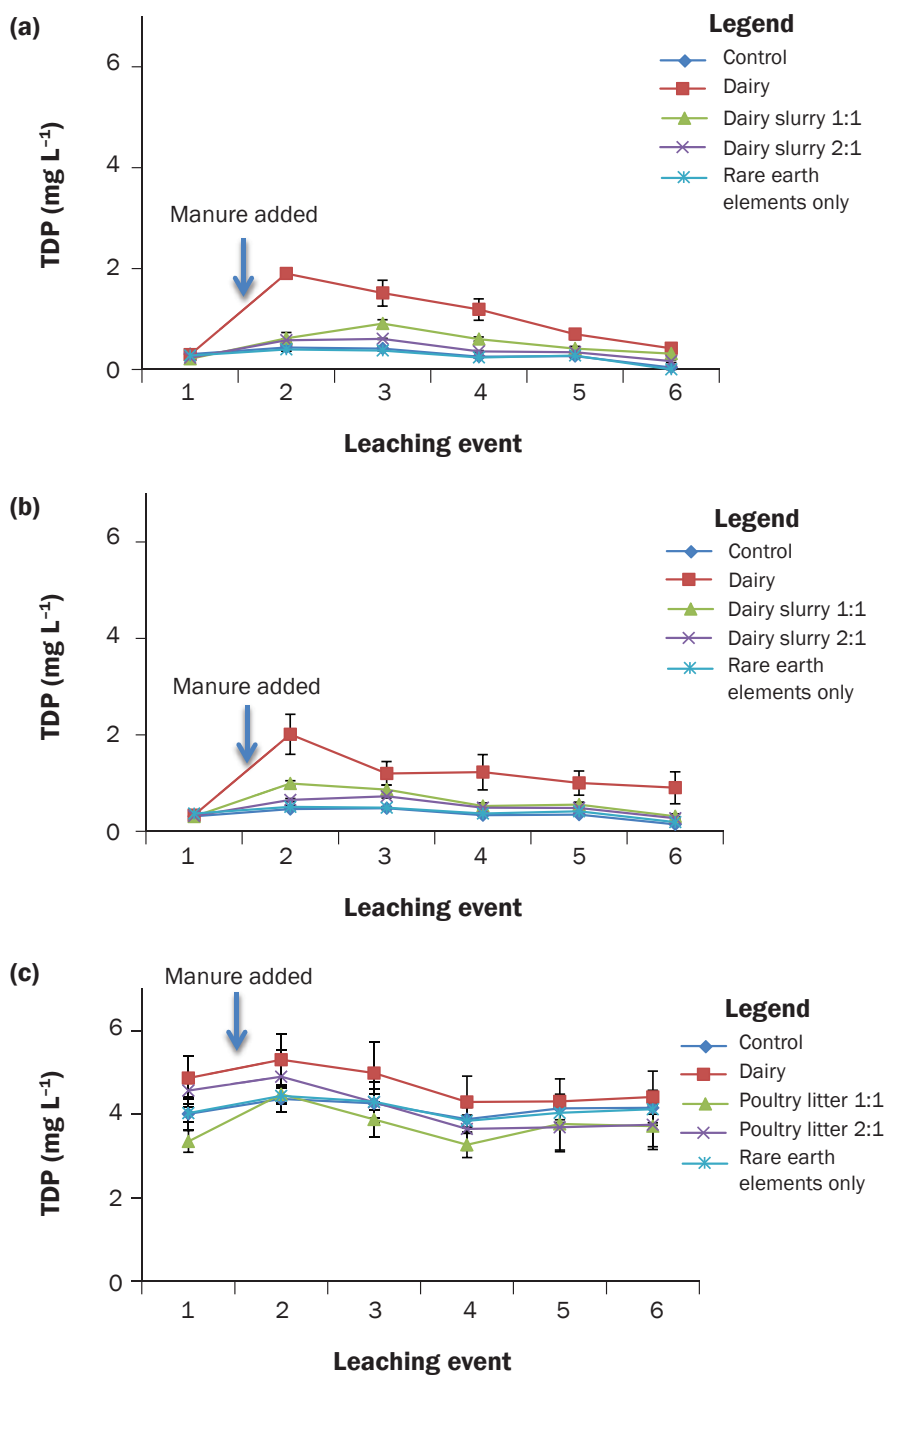 (a)
Legend
Control
Dairy
Dairy slurry 1:1
Dairy slurry 2:1
Rare earth
elements only
TDP (mg L⁻¹)
6
4
2
0
Manure added
1 2 3 4 5 6
Leaching event
(b)
Legend
Control
Dairy
Dairy slurry 1:1
Dairy slurry 2:1
Rare earth
elements only
TDP (mg L⁻¹)
6
4
2
0
Manure added
1 2 3 4 5 6
Leaching event
(c)
Manure added
Legend
Control
Dairy
Poultry litter 1:1
Poultry litter 2:1
Rare earth
elements only
TDP (mg L⁻¹)
6
4
2
0
1 2 3 4 5 6
Leaching event